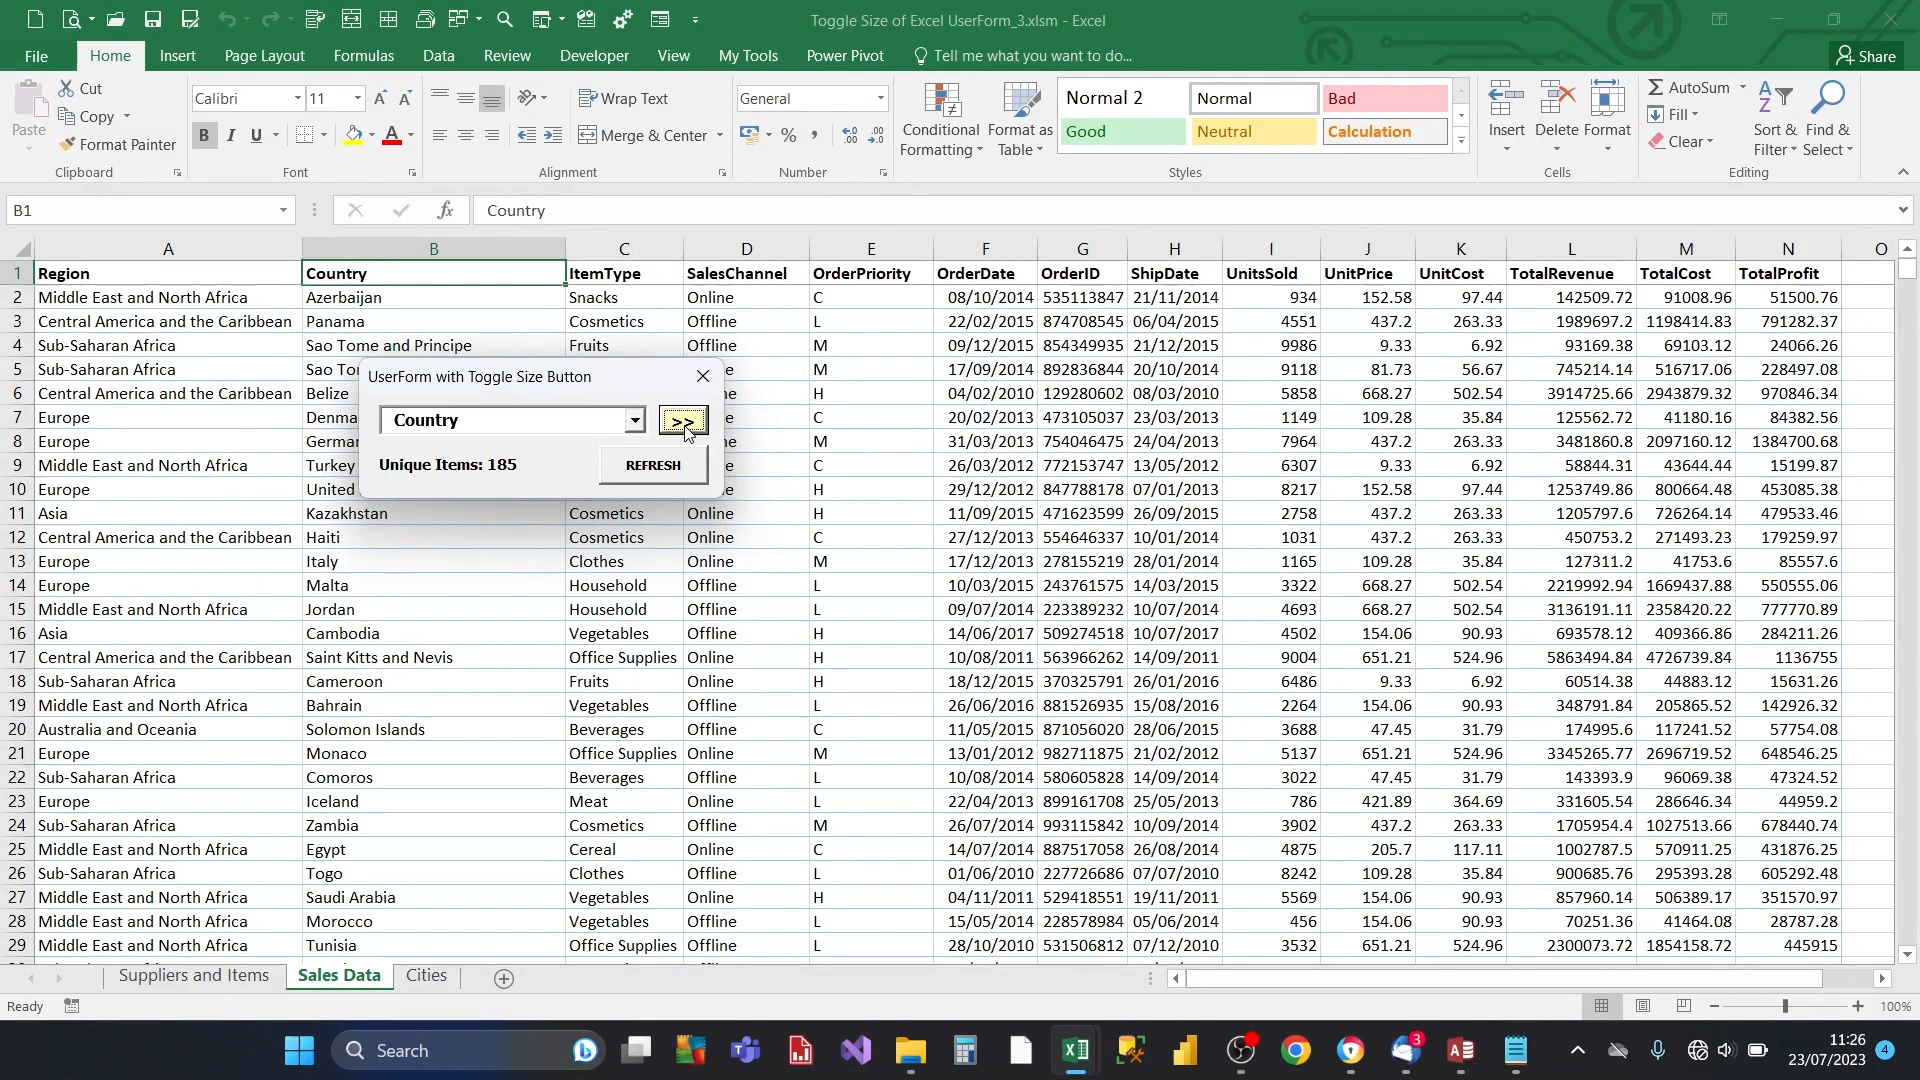 Toggle Size of Excel UserForm_3.xlsm - Excel
File Home Insert Page Layout Formulas Data Review Developer View My Tools Power Pivot Tell me what you want to do... Share
Paste Cut Copy Format Painter Clipboard
Calibri 11 B I U A Font
Wrap Text Merge & Center Alignment
General % , Number
Conditional Formatting Format as Table Normal 2 Normal Bad Good Neutral Calculation Styles
Insert Delete Format Cells
AutoSum Fill Clear Sort & Filter Find & Select Editing
B1 fx Country
A B C D E F G H I J K L M N O
1 Region Country ItemType SalesChannel OrderPriority OrderDate OrderID ShipDate UnitsSold UnitPrice UnitCost TotalRevenue TotalCost TotalProfit
2 Middle East and North Africa Azerbaijan Snacks Online C 08/10/2014 535113847 21/11/2014 934 152.58 97.44 142509.72 91008.96 51500.76
3 Central America and the Caribbean Panama Cosmetics Offline L 22/02/2015 874708545 06/04/2015 4551 437.2 263.33 1989697.2 1198414.83 791282.37
4 Sub-Saharan Africa Sao Tome and Principe Fruits Offline M 09/12/2015 854349935 21/12/2015 9986 9.33 6.92 93169.38 69103.12 24066.26
5 Sub-Saharan Africa Sao M 17/09/2014 892836844 20/10/2014 9118 81.73 56.67 745214.14 516717.06 228497.08
6 Central America and the Caribbean Belize H 04/02/2010 129280602 08/03/2010 5858 668.27 502.54 3914725.66 2943879.32 970846.34
7 Europe Denma C 20/02/2013 473105037 23/03/2013 1149 109.28 35.84 125562.72 41180.16 84382.56
8 Europe Germa M 31/03/2013 754046475 24/04/2013 7964 437.2 263.33 3481860.8 2097160.12 1384700.68
9 Middle East and North Africa Turkey C 26/03/2012 772153747 13/05/2012 6307 9.33 6.92 58844.31 43644.44 15199.87
10 Europe United H 29/12/2012 847788178 07/01/2013 8217 152.58 97.44 1253749.86 800664.48 453085.38
11 Asia Kazakhstan Cosmetics Online H 11/09/2015 471623599 26/09/2015 2758 437.2 263.33 1205797.6 726264.14 479533.46
12 Central America and the Caribbean Haiti Cosmetics Online C 27/12/2013 554646337 10/01/2014 1031 437.2 263.33 450753.2 271493.23 179259.97
13 Europe Italy Clothes Online M 17/12/2013 278155219 28/01/2014 1165 109.28 35.84 127311.2 41753.6 85557.6
14 Europe Malta Household Offline L 10/03/2015 243761575 14/03/2015 3322 668.27 502.54 2219992.94 1669437.88 550555.06
15 Middle East and North Africa Jordan Household Offline L 09/07/2014 223389232 10/07/2014 4693 668.27 502.54 3136191.11 2358420.22 777770.89
16 Asia Cambodia Vegetables Offline H 14/06/2017 509274518 10/07/2017 4502 154.06 90.93 693578.12 409366.86 284211.26
17 Central America and the Caribbean Saint Kitts and Nevis Office Supplies Online H 10/08/2011 563966262 14/09/2011 9004 651.21 524.96 5863494.84 4726739.84 1136755
18 Sub-Saharan Africa Cameroon Fruits Online H 18/12/2015 370325791 26/01/2016 6486 9.33 6.92 60514.38 44883.12 15631.26
19 Middle East and North Africa Bahrain Vegetables Offline L 26/06/2016 881526935 15/08/2016 2264 154.06 90.93 348791.84 205865.52 142926.32
20 Australia and Oceania Solomon Islands Beverages Offline C 11/05/2015 871056020 28/06/2015 3688 47.45 31.79 174995.6 117241.52 57754.08
21 Europe Monaco Office Supplies Online M 13/01/2012 982711875 21/02/2012 5137 651.21 524.96 3345265.77 2696719.52 648546.25
22 Sub-Saharan Africa Comoros Beverages Offline L 10/08/2014 580605828 14/09/2014 3022 47.45 31.79 143393.9 96069.38 47324.52
23 Europe Iceland Meat Online L 22/04/2013 899161708 25/05/2013 786 421.89 364.69 331605.54 286646.34 44959.2
24 Sub-Saharan Africa Zambia Cosmetics Offline M 26/07/2014 993115842 10/09/2014 3902 437.2 263.33 1705954.4 1027513.66 678440.74
25 Middle East and North Africa Egypt Cereal Online C 14/07/2014 887517058 26/08/2014 4875 205.7 117.11 1002787.5 570911.25 431876.25
26 Sub-Saharan Africa Togo Clothes Offline L 01/06/2010 227726686 07/07/2010 8242 109.28 35.84 900685.76 295393.28 605292.48
27 Middle East and North Africa Saudi Arabia Vegetables Online H 04/11/2011 529418551 19/11/2011 5569 154.06 90.93 857960.14 506389.17 351570.97
28 Middle East and North Africa Morocco Vegetables Offline L 15/05/2014 228578984 05/06/2014 456 154.06 90.93 70251.36 41464.08 28787.28
29 Middle East and North Africa Tunisia Office Supplies Offline L 28/10/2010 531506812 07/12/2010 3532 651.21 524.96 2300073.72 1854158.72 445915
UserForm with Toggle Size Button
Country >>
Unique Items: 185 REFRESH
Suppliers and Items Sales Data Cities
Ready 100%
Search 3 11:26 4
23/07/2023